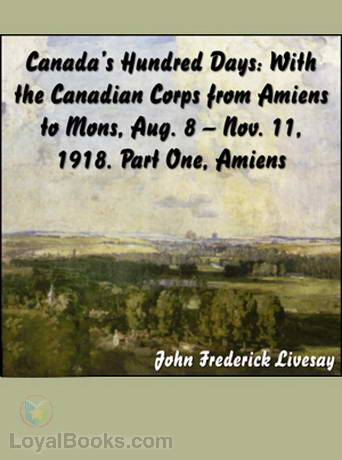 Canada's Hundred Days: With
the Canadian Corps from Amiens
to Mons, Aug. 8 – Nov. 11,
1918. Part One, Amiens
John Frederick Livesay
LoyalBooks.com